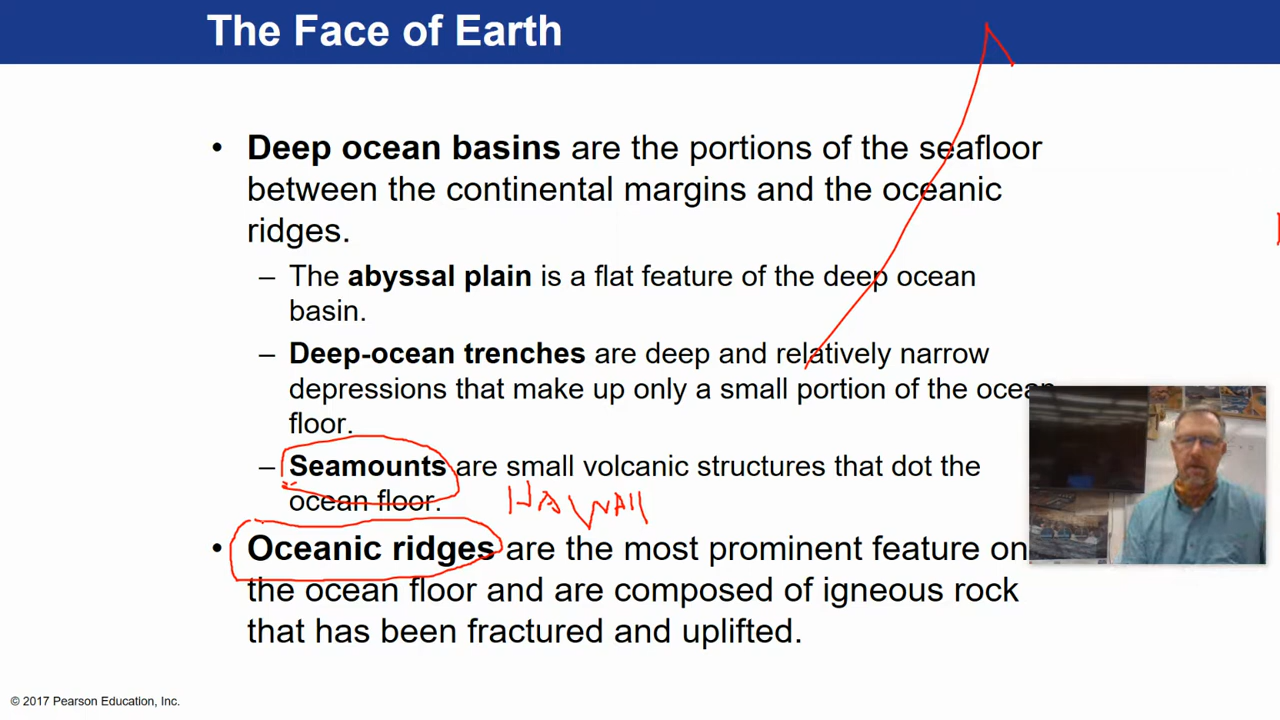 The Face of Earth
• Deep ocean basins are the portions of the seafloor
between the continental margins and the oceanic
ridges.
– The abyssal plain is a flat feature of the deep ocean
basin.
– Deep-ocean trenches are deep and relatively narrow
depressions that make up only a small portion of the ocean
floor.
– Seamounts are small volcanic structures that dot the
ocean floor.
HAWAII
• Oceanic ridges are the most prominent feature on
the ocean floor and are composed of igneous rock
that has been fractured and uplifted.
© 2017 Pearson Education, Inc.